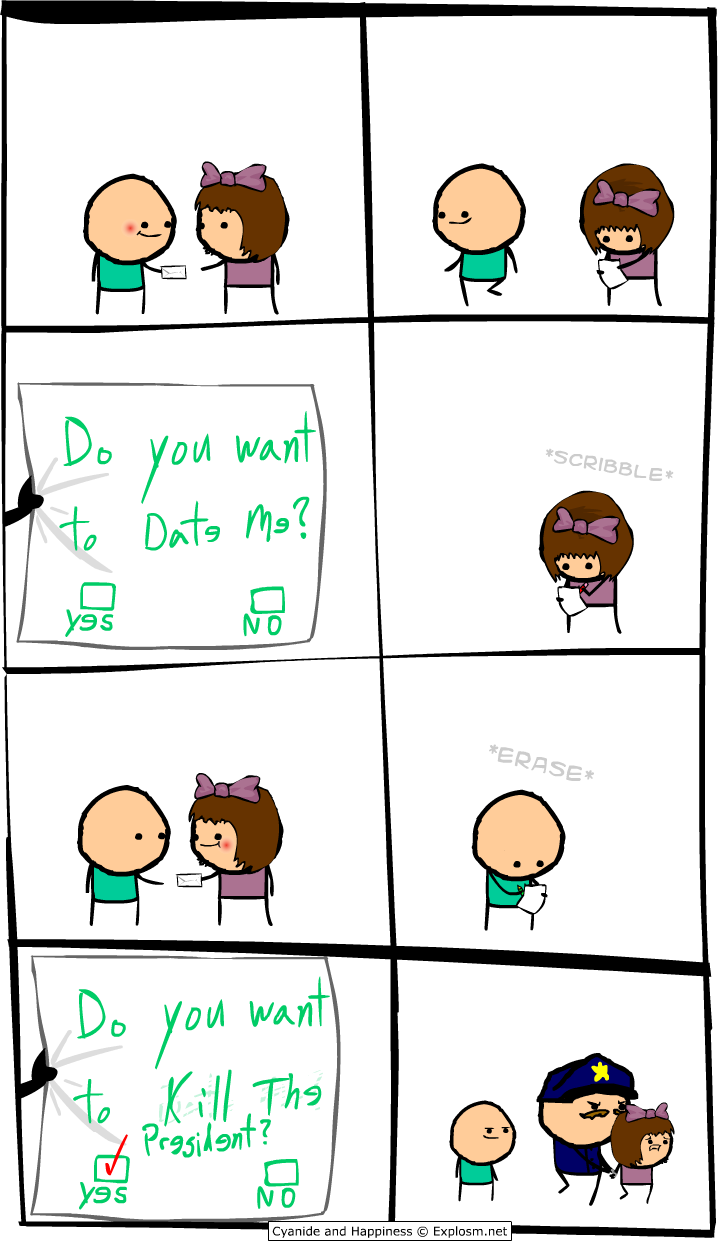 Do you want
to Date Me?
yes
NO
*SCRIBBLE*
*ERASE*
Do you want
to Kill The
President?
yes
NO
Cyanide and Happiness © Explosm.net